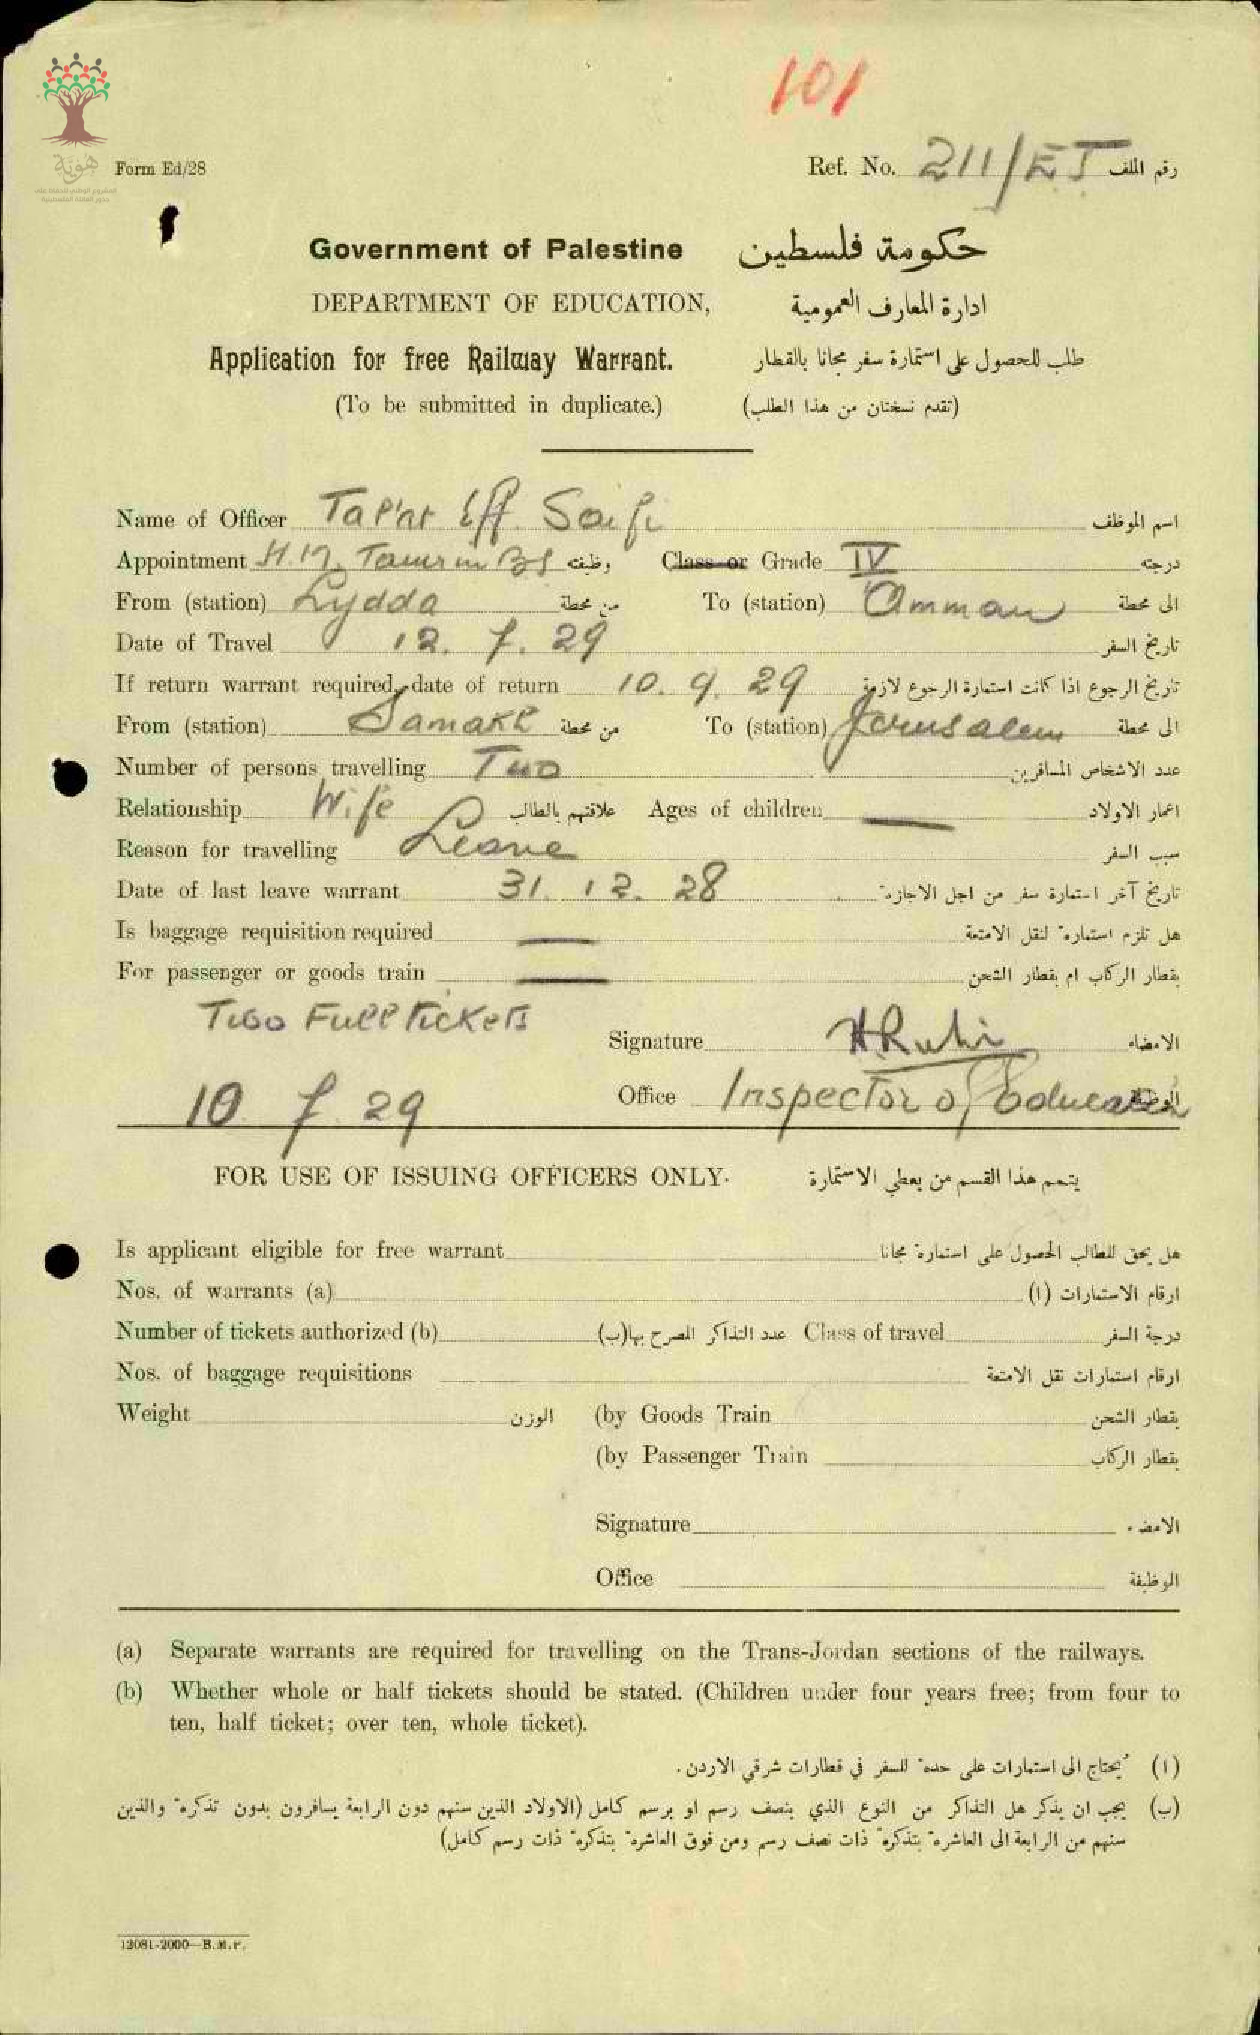 101
هوية
Form Ed/28
Ref. No. 211/ET رقم الملف
Government of Palestine حكومة فلسطين
DEPARTMENT OF EDUCATION, ادارة المعارف العمومية
Application for free Railway Warrant. طلب للحصول على استمارة سفر مجانا بالقطار
(To be submitted in duplicate.) (تقدم نسختان من هذا الطلب)
Name of Officer Eff. Saifi اسم الموظف
Appointment H.M. B S وظيفته Class or Grade IV درجته
From (station) Lydda من محطة To (station) Amman الى محطة
Date of Travel 12. 7. 29 تاريخ السفر
If return warrant required, date of return 10. 9. 29 تاريخ الرجوع اذا كانت استمارة الرجوع لازمة
From (station) Samakh من محطة To (station) Jerusalem الى محطة
Number of persons travelling Two عدد الاشخاص المسافرين
Relationship Wife علاقتهم بالطالب Ages of children — اعمار الاولاد
Reason for travelling Leave سبب السفر
Date of last leave warrant 31. 12. 28 تاريخ آخر استمارة سفر من اجل الاجازة
Is baggage requisition required — هل تلزم استمارة لنقل الامتعة
For passenger or goods train — بقطار الركاب ام بقطار الشحن
Two Full Tickets
Signature H. Ruhi الامضاء
10. 7. 29 Office Inspector of Education الوظيفة
FOR USE OF ISSUING OFFICERS ONLY. يتمم هذا القسم من يعطي الاستمارة
Is applicant eligible for free warrant هل يحق للطالب الحصول على استمارة مجانا
Nos. of warrants (a) ارقام الاستمارات (ا)
Number of tickets authorized (b) عدد التذاكر المصرح بها (ب) Class of travel درجة السفر
Nos. of baggage requisitions ارقام استمارات نقل الامتعة
Weight الوزن (by Goods Train بقطار الشحن
(by Passenger Train بقطار الركاب
Signature الامضاء
Office الوظيفة
(a) Separate warrants are required for travelling on the Trans-Jordan sections of the railways.
(b) Whether whole or half tickets should be stated. (Children under four years free; from four to
ten, half ticket; over ten, whole ticket).
(ا) يحتاج الى استمارات على حدة للسفر في قطارات شرقي الاردن.
(ب) يجب ان يذكر هل التذاكر من النوع الذي بنصف رسم او برسم كامل (الاولاد الذين سنهم دون الرابعة يسافرون بدون تذكرة والذين
سنهم من الرابعة الى العاشرة بتذكرة ذات نصف رسم ومن فوق العاشرة بتذكرة ذات رسم كامل)
12081-2000—B.M.P.